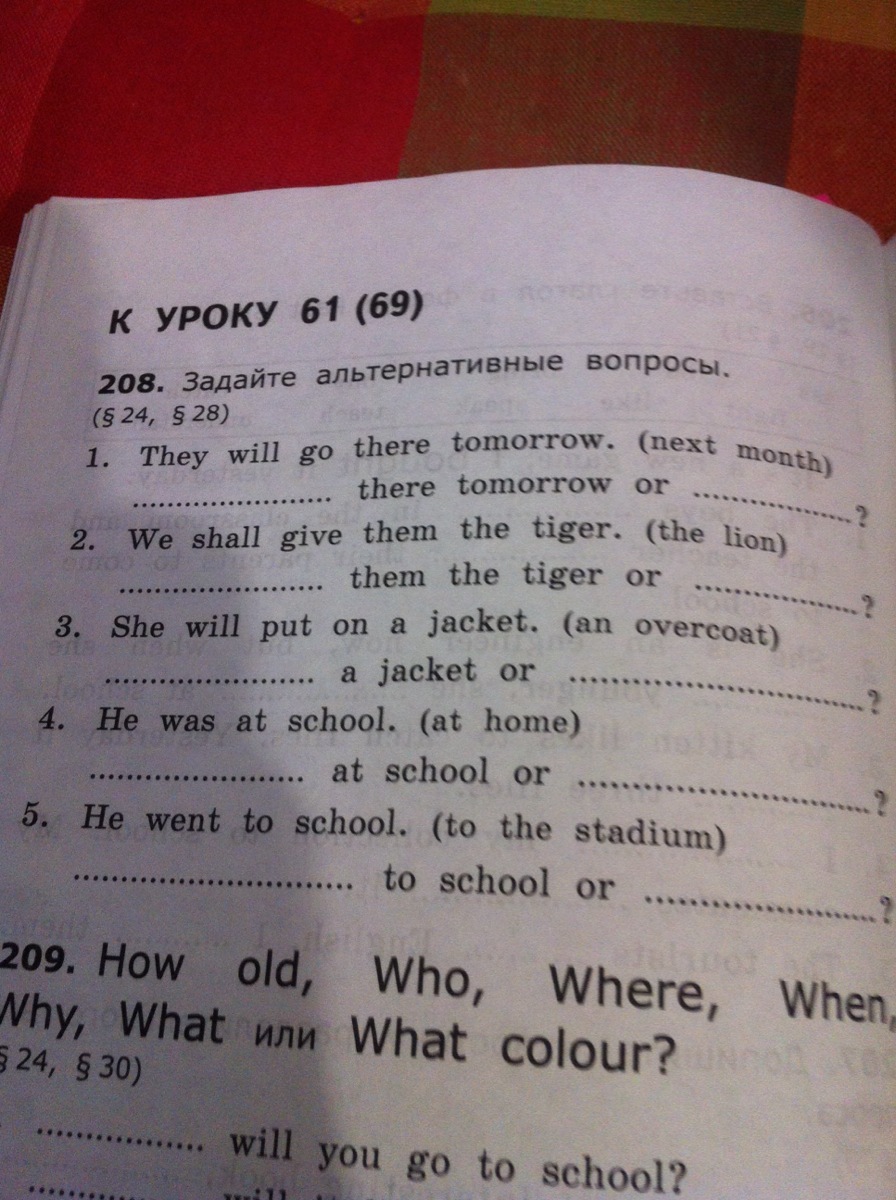 К УРОКУ 61 (69)
208. Задайте альтернативные вопросы.
(§ 24, § 28)
1. They will go there tomorrow. (next month)
..................... there tomorrow or .................?
2. We shall give them the tiger. (the lion)
...................... them the tiger or ...................?
3. She will put on a jacket. (an overcoat)
......................... a jacket or ................................?
4. He was at school. (at home)
....................... at school or ...............................?
5. He went to school. (to the stadium)
.............................. to school or .........................?
209. How old, Who, Where, When,
Why, What или What colour?
§ 24, § 30)
.................. will you go to school?